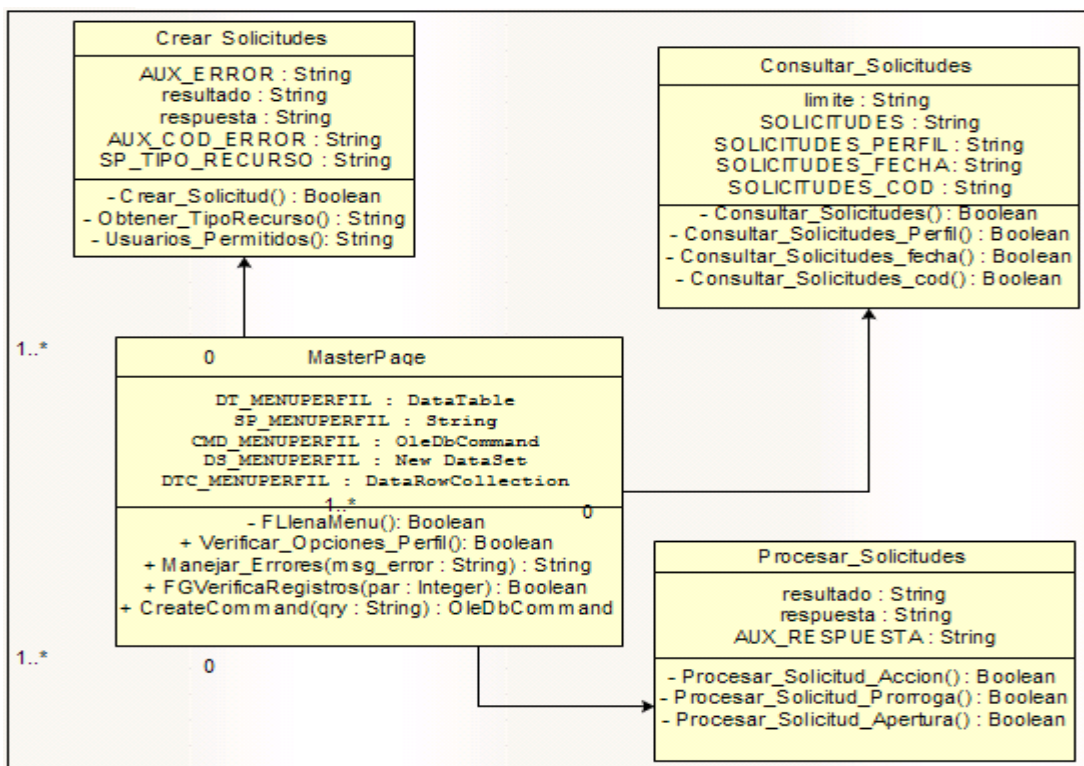 Crear Solicitudes
AUX_ERROR : String
resultado : String
respuesta : String
AUX_COD_ERROR : String
SP_TIPO_RECURSO : String
- Crear_Solicitud() : Boolean
- Obtener_TipoRecurso() : String
- Usuarios_Permitidos(): String
Consultar_Solicitudes
limite : String
SOLICITUDES : String
SOLICITUDES_PERFIL : String
SOLICITUDES_FECHA: String
SOLICITUDES_COD : String
- Consultar_Solicitudes() : Boolean
- Consultar_Solicitudes_Perfil() : Boolean
- Consultar_Solicitudes_fecha() : Boolean
- Consultar_Solicitudes_cod() : Boolean
1..*
0
MasterPage
DT_MENUPERFIL : DataTable
SP_MENUPERFIL : String
CMD_MENUPERFIL : OleDbCommand
DS_MENUPERFIL : New DataSet
DTC_MENUPERFIL : DataRowCollection
1..*
0
- FLlenaMenu(): Boolean
+ Verificar_Opciones_Perfil(): Boolean
+ Manejar_Errores(msg_error : String) : String
+ FGVerificaRegistros(par : Integer) : Boolean
+ CreateCommand(qry : String) : OleDbCommand
1..*
0
Procesar_Solicitudes
resultado : String
respuesta : String
AUX_RESPUESTA : String
- Procesar_Solicitud_Accion() : Boolean
- Procesar_Solicitud_Prorroga() : Boolean
- Procesar_Solicitud_Apertura() : Boolean